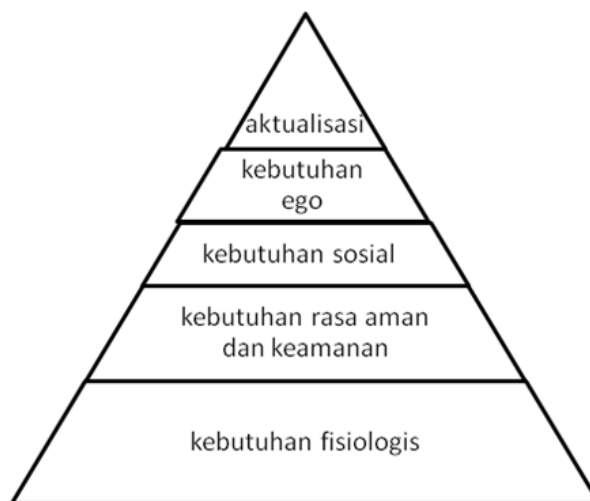 aktualisasi
kebutuhan
ego
kebutuhan sosial
kebutuhan rasa aman
dan keamanan
kebutuhan fisiologis